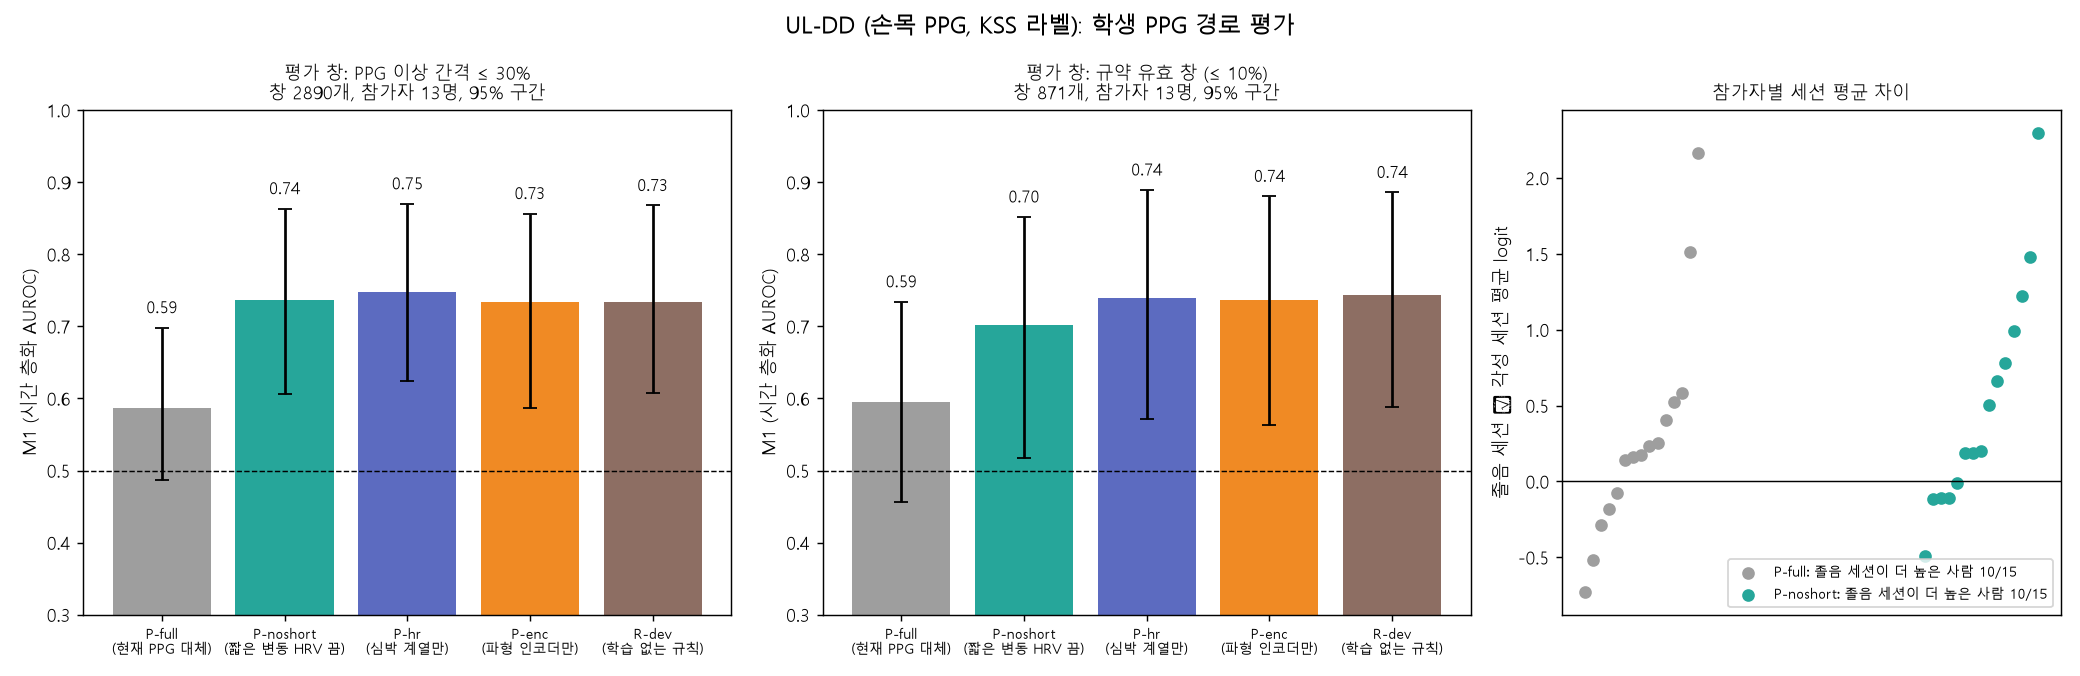 UL-DD (손목 PPG, KSS 라벨): 학생 PPG 경로 평가
평가 창: PPG 이상 간격 ≤ 30%
창 2890개, 참가자 13명, 95% 구간
M1 (시간 층화 AUROC)
1.0
0.9
0.8
0.7
0.6
0.5
0.4
0.3
0.59
0.74
0.75
0.73
0.73
P-full
(현재 PPG 대체)
P-noshort
(짧은 변동 HRV 끔)
P-hr
(심박 계열만)
P-enc
(파형 인코더만)
R-dev
(학습 없는 규칙)
평가 창: 규약 유효 창 (≤ 10%)
창 871개, 참가자 13명, 95% 구간
M1 (시간 층화 AUROC)
1.0
0.9
0.8
0.7
0.6
0.5
0.4
0.3
0.59
0.70
0.74
0.74
0.74
P-full
(현재 PPG 대체)
P-noshort
(짧은 변동 HRV 끔)
P-hr
(심박 계열만)
P-enc
(파형 인코더만)
R-dev
(학습 없는 규칙)
참가자별 세션 평균 차이
졸음 세션 각성 세션 평균 logit
2.0
1.5
1.0
0.5
0.0
-0.5
P-full: 졸음 세션이 더 높은 사람 10/15
P-noshort: 졸음 세션이 더 높은 사람 10/15